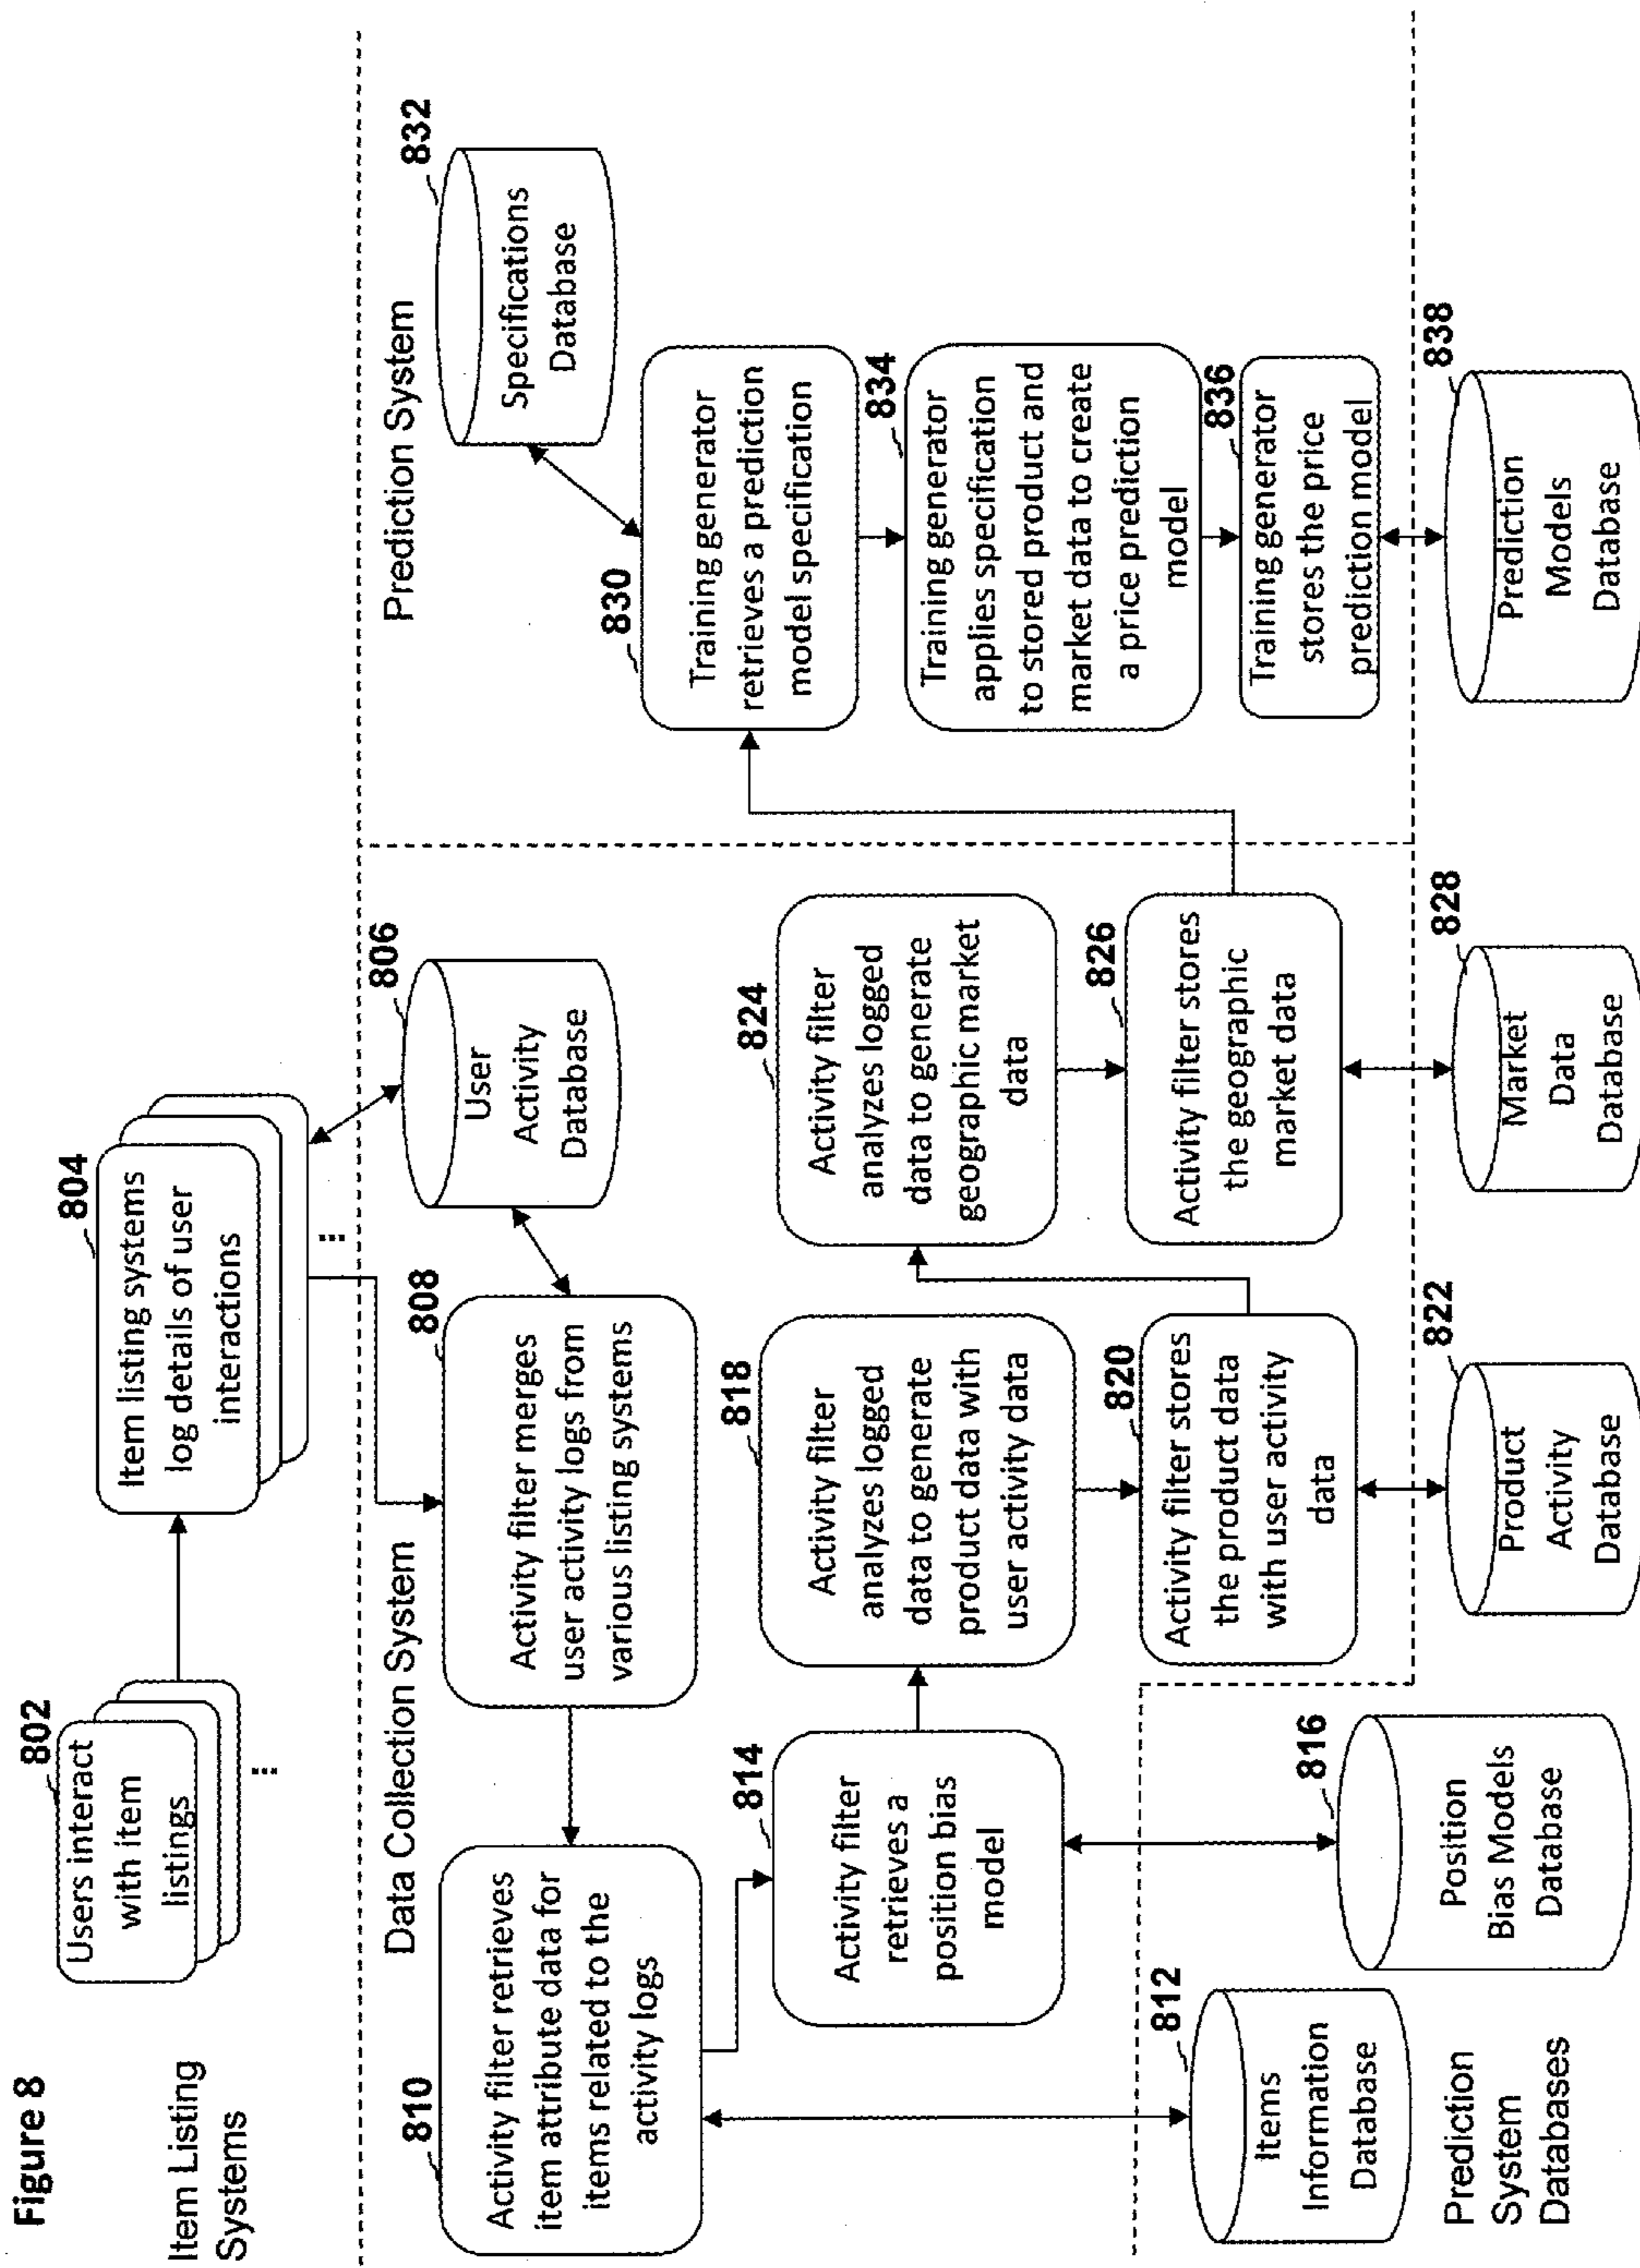 Figure 8
Item Listing
Systems
802
Users interact
with item
listings
...
804
Item listing systems
log details of user
interactions
...
Data Collection System
806
User
Activity
Database
808
Activity filter merges
user activity logs from
various listing systems
810
Activity filter retrieves
item attribute data for
items related to the
activity logs
812
Items
Information
Database
814
Activity filter
retrieves a
position bias
model
816
Position
Bias Models
Database
818
Activity filter
analyzes logged
data to generate
product data with
user activity data
820
Activity filter stores
the product data
with user activity
data
822
Product
Activity
Database
824
Activity filter
analyzes logged
data to generate
geographic market
data
826
Activity filter stores
the geographic
market data
828
Market
Data
Database
Prediction System
830
Training generator
retrieves a prediction
model specification
832
Specifications
Database
834
Training generator
applies specification
to stored product and
market data to create
a price prediction
model
836
Training generator
stores the price
prediction model
838
Prediction
Models
Database
Prediction
System
Databases